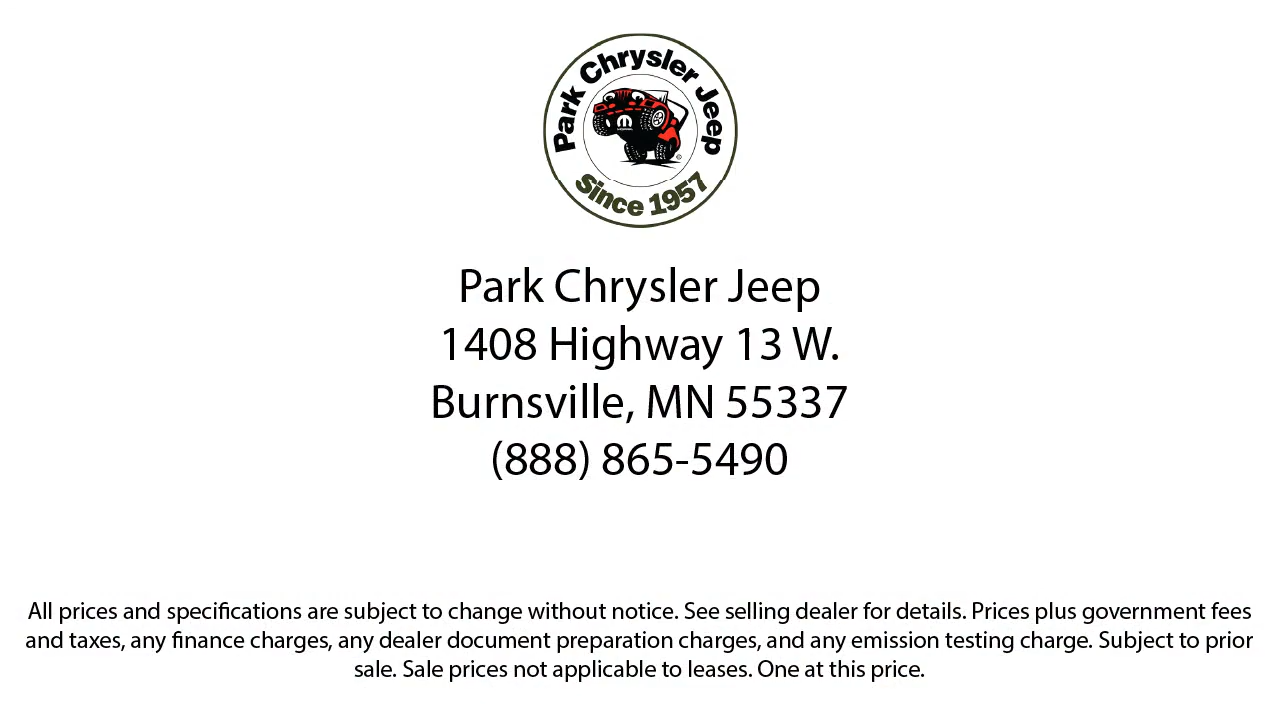 Park Chrysler Jeep
Since 1957
Park Chrysler Jeep
1408 Highway 13 W.
Burnsville, MN 55337
(888) 865-5490
All prices and specifications are subject to change without notice. See selling dealer for details. Prices plus government fees
and taxes, any finance charges, any dealer document preparation charges, and any emission testing charge. Subject to prior
sale. Sale prices not applicable to leases. One at this price.